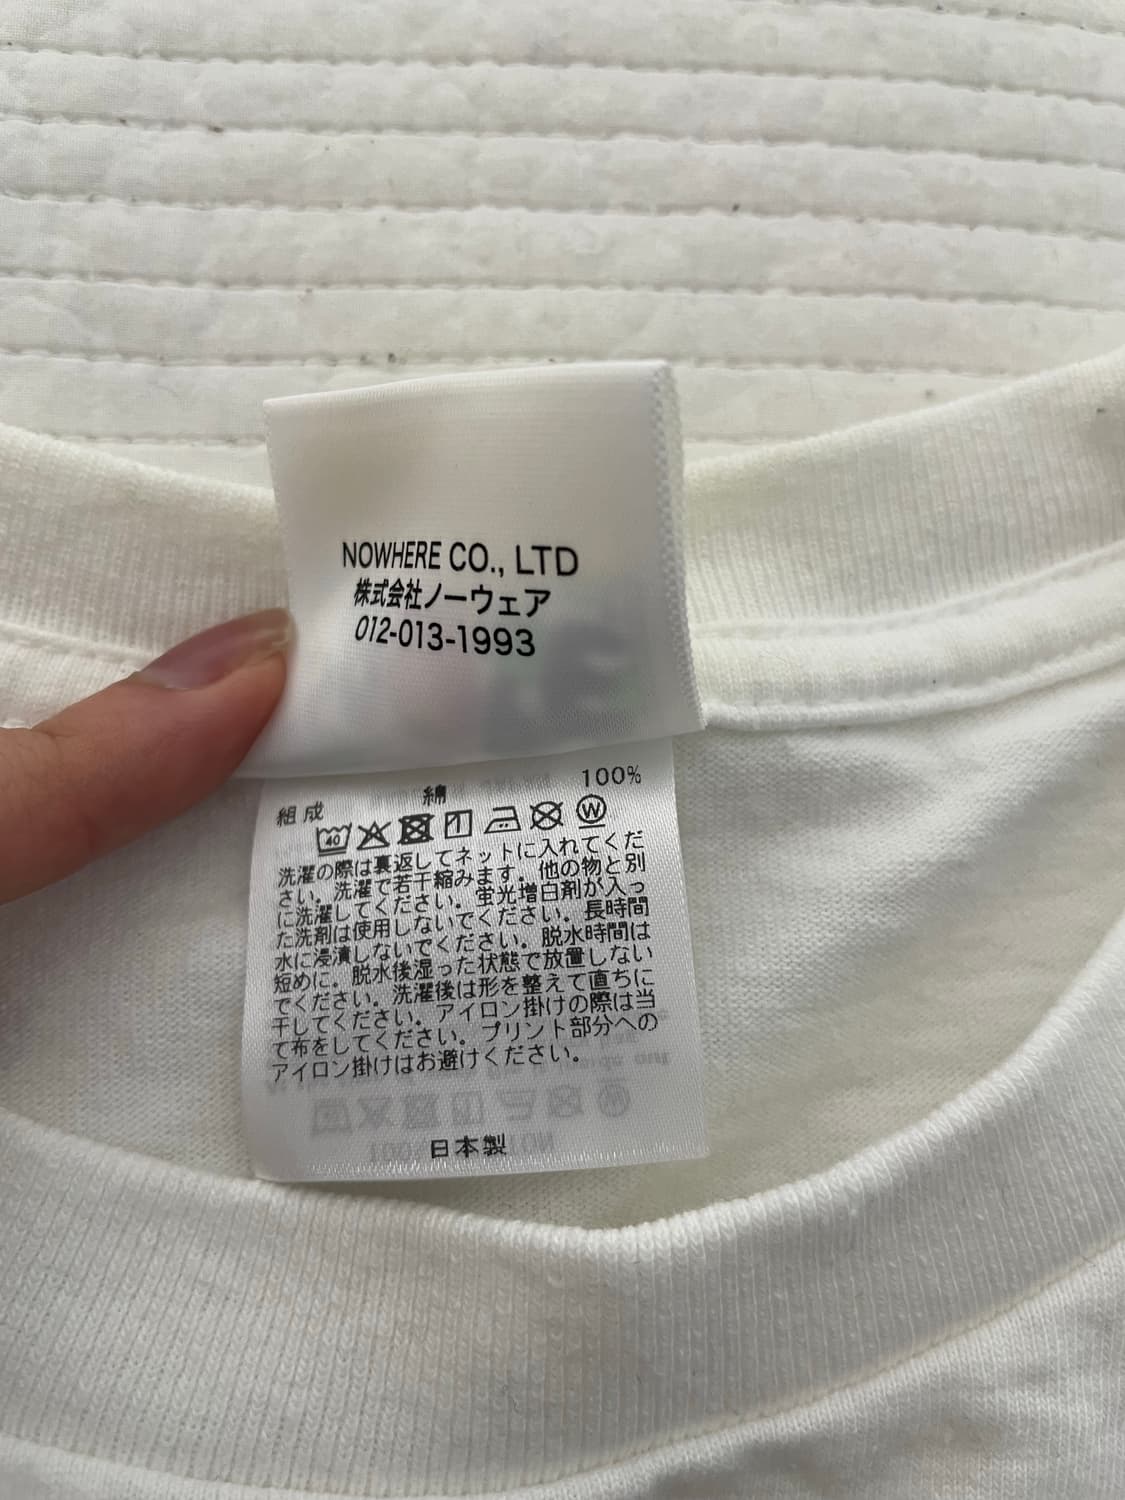 NOWHERE CO., LTD
株式会社ノーウェア
012-013-1993
組成 綿 100%
40 W
洗濯の際は裏返してネットに入れてくだ
さい。洗濯で若干縮みます。他の物と別
に洗濯してください。蛍光増白剤が入っ
た洗剤は使用しないでください。長時間
水に浸漬しないでください。脱水時間は
短めに。脱水後湿った状態で放置しない
でください。洗濯後は形を整えて直ちに
干してください。アイロン掛けの際は当
て布をしてください。プリント部分への
アイロン掛けはお避けください。
日本製